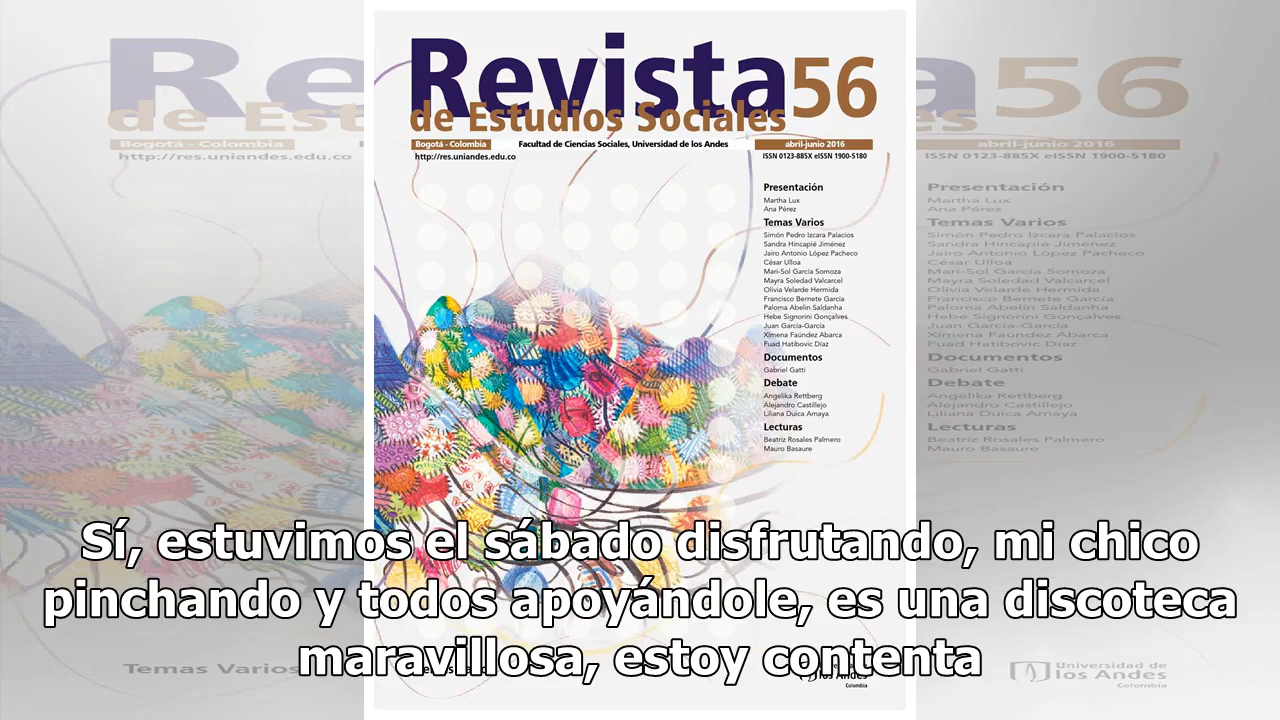 Revista 56
de Estudios Sociales
Bogotá - Colombia
Facultad de Ciencias Sociales, Universidad de los Andes
abril-junio 2016
http://res.uniandes.edu.co
ISSN 0123-885X eISSN 1900-5180
Presentación
Martha Lux
Ana Pérez
Temas Varios
Simón Pedro Izcara Palacios
Sandra Hincapié Jiménez
Jairo Antonio López Pacheco
César Ulloa
Mari-Sol García Somoza
Mayra Soledad Valcarcel
Olivia Velarde Hermida
Francisco Bernete García
Paloma Abelin Saldanha
Hebe Signorini Gonçalves
Juan García-García
Ximena Faúndez Abarca
Fuad Hatibovic Díaz
Documentos
Gabriel Gatti
Debate
Angelika Rettberg
Alejandro Castillejo
Liliana Duica Amaya
Lecturas
Beatriz Rosales Palmero
Mauro Basaure
Sí, estuvimos el sábado disfrutando, mi chico
pinchando y todos apoyándole, es una discoteca
maravillosa, estoy contenta
Temas Varios
Universidad de
los Andes
Colombia